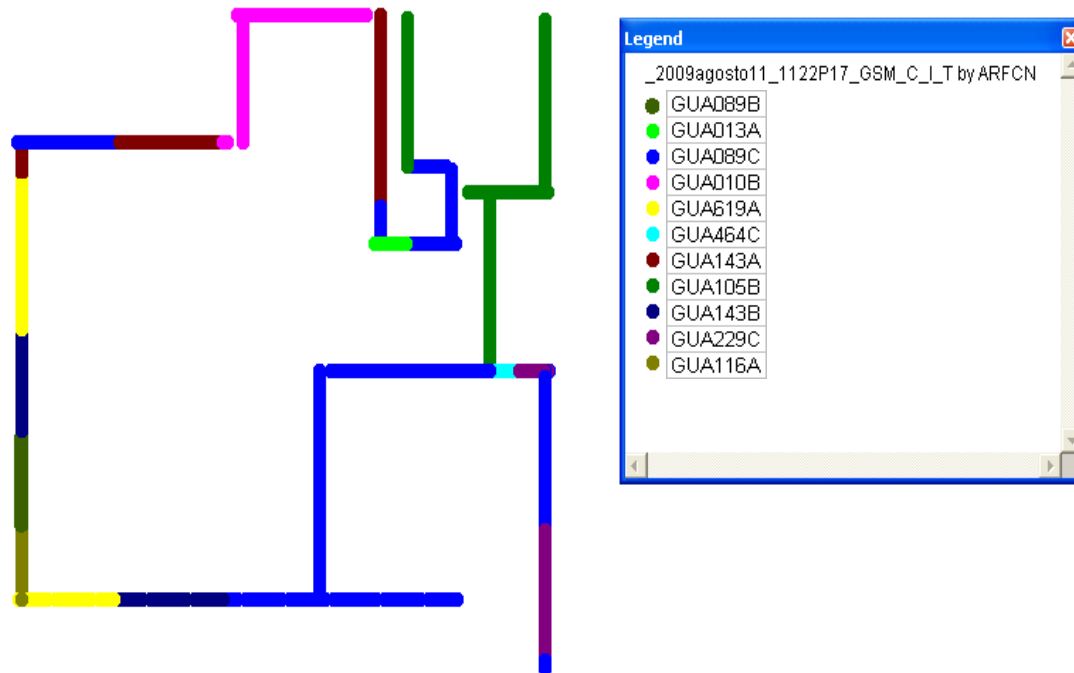 Legend
_2009agosto11_1122P17_GSM_C_I_T by ARFCN
GUA089B
GUA013A
GUA089C
GUA010B
GUA619A
GUA464C
GUA143A
GUA105B
GUA143B
GUA229C
GUA116A